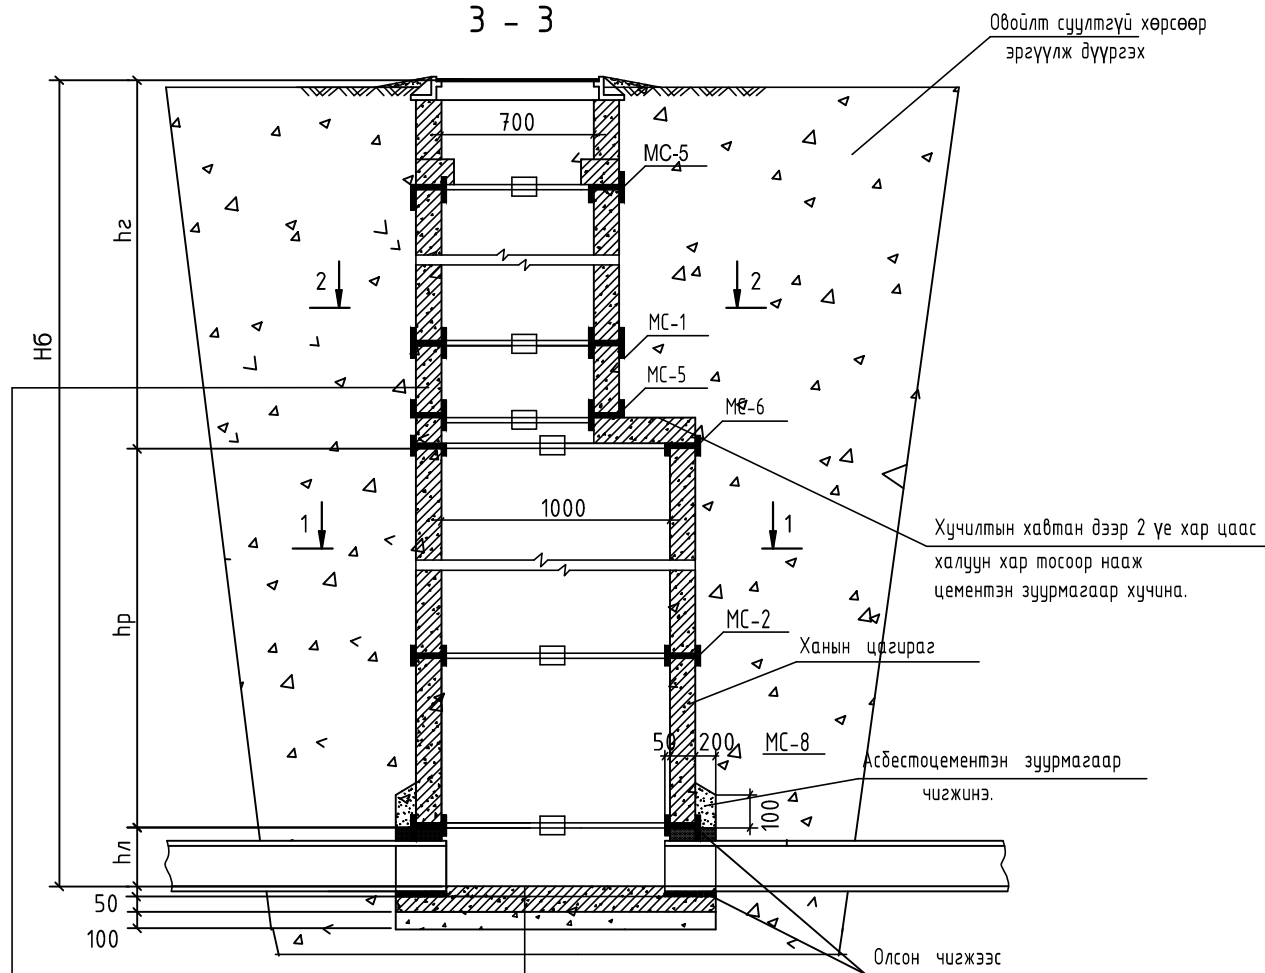 3 - 3
Овойлт суултгүй хөрсөөр
эргүүлж дүүргэх
700
МС-5
hг
2
2
МС-1
Нб
МС-5
МС-6
1000
1
1
Хучилтын хавтан дээр 2 үе хар цаас
халуун хар тосоор нааж
цементэн зуурмагаар хучина.
hр
МС-2
Ханын цагираг
50
200
МС-8
Асбестоцементэн зуурмагаар
чигжинэ.
100
hл
50
100
Олсон чигжээс